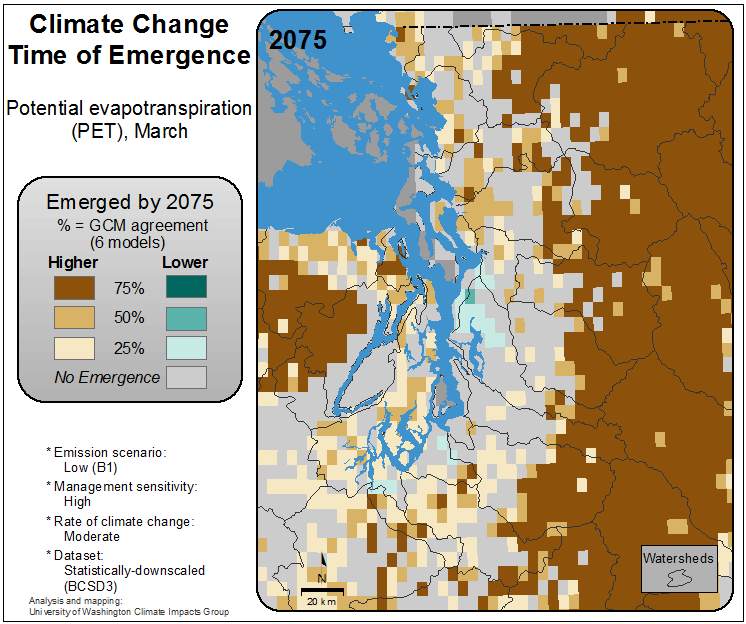 Climate Change
Time of Emergence
Potential evapotranspiration
(PET), March
Emerged by 2075
% = GCM agreement
(6 models)
Higher Lower
75%
50%
25%
No Emergence
* Emission scenario:
Low (B1)
* Management sensitivity:
High
* Rate of climate change:
Moderate
* Dataset:
Statistically-downscaled
(BCSD3)
Analysis and mapping:
University of Washington Climate Impacts Group
2075
N
20 km
Watersheds